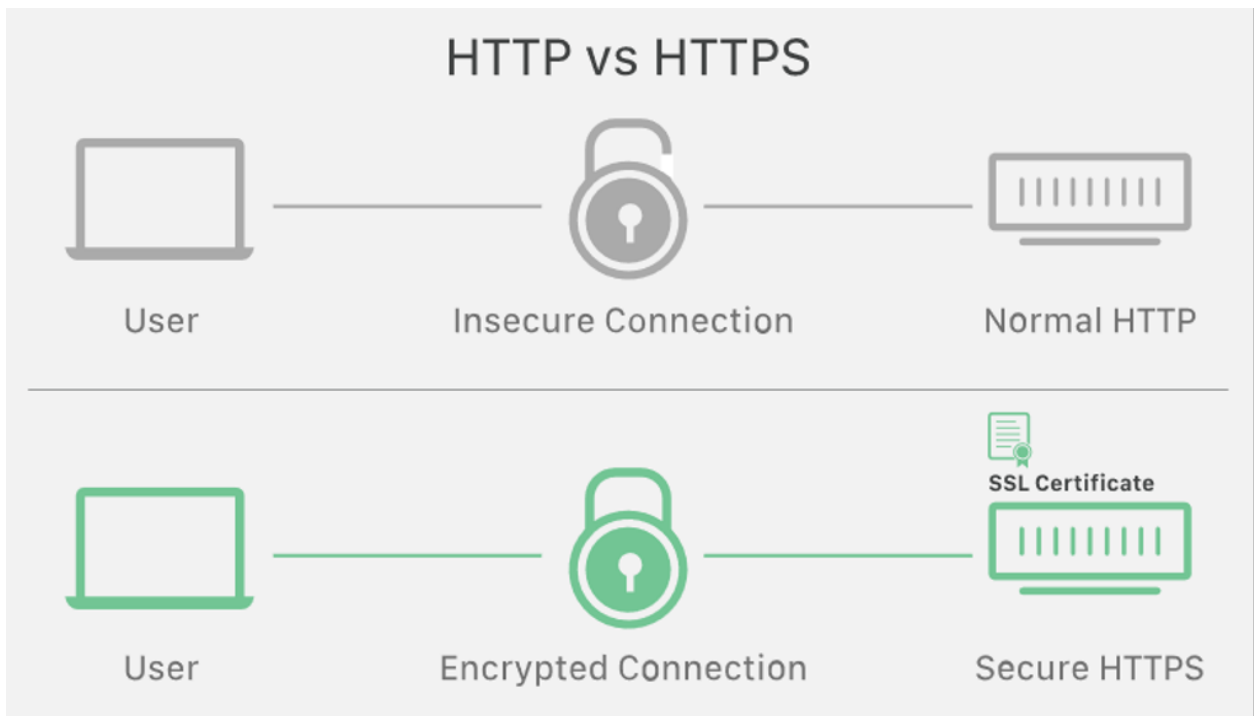 HTTP vs HTTPS
User
Insecure Connection
Normal HTTP
SSL Certificate
User
Encrypted Connection
Secure HTTPS